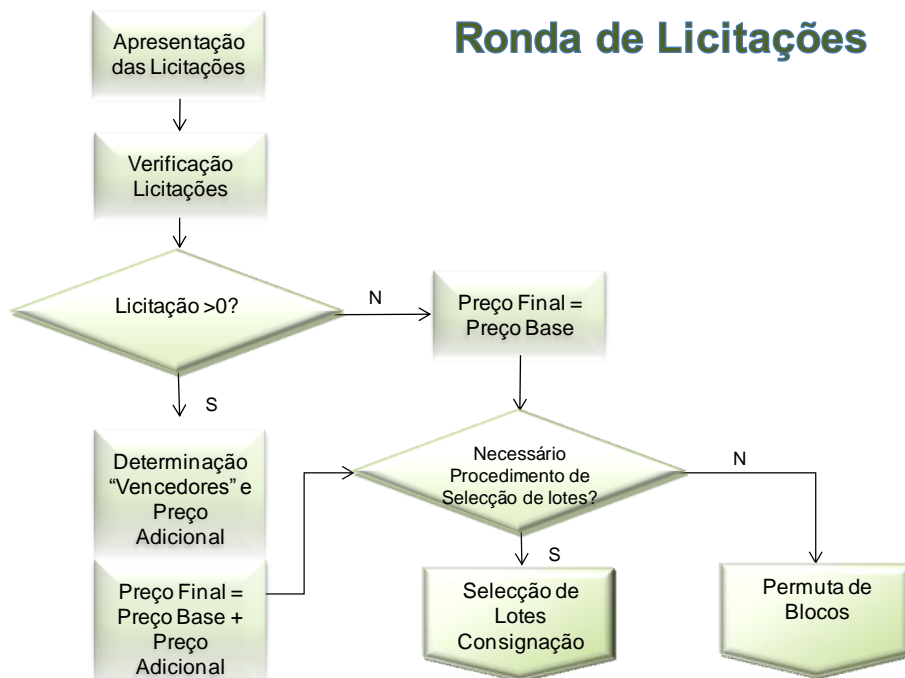 Ronda de Licitações
Apresentação
das Licitações
Verificação
Licitações
Licitação >0?
N
Preço Final =
Preço Base
S
Determinação
“Vencedores” e
Preço
Adicional
Preço Final =
Preço Base +
Preço
Adicional
Necessário
Procedimento de
Selecção de lotes?
N
S
Selecção de
Lotes
Consignação
Permuta de
Blocos